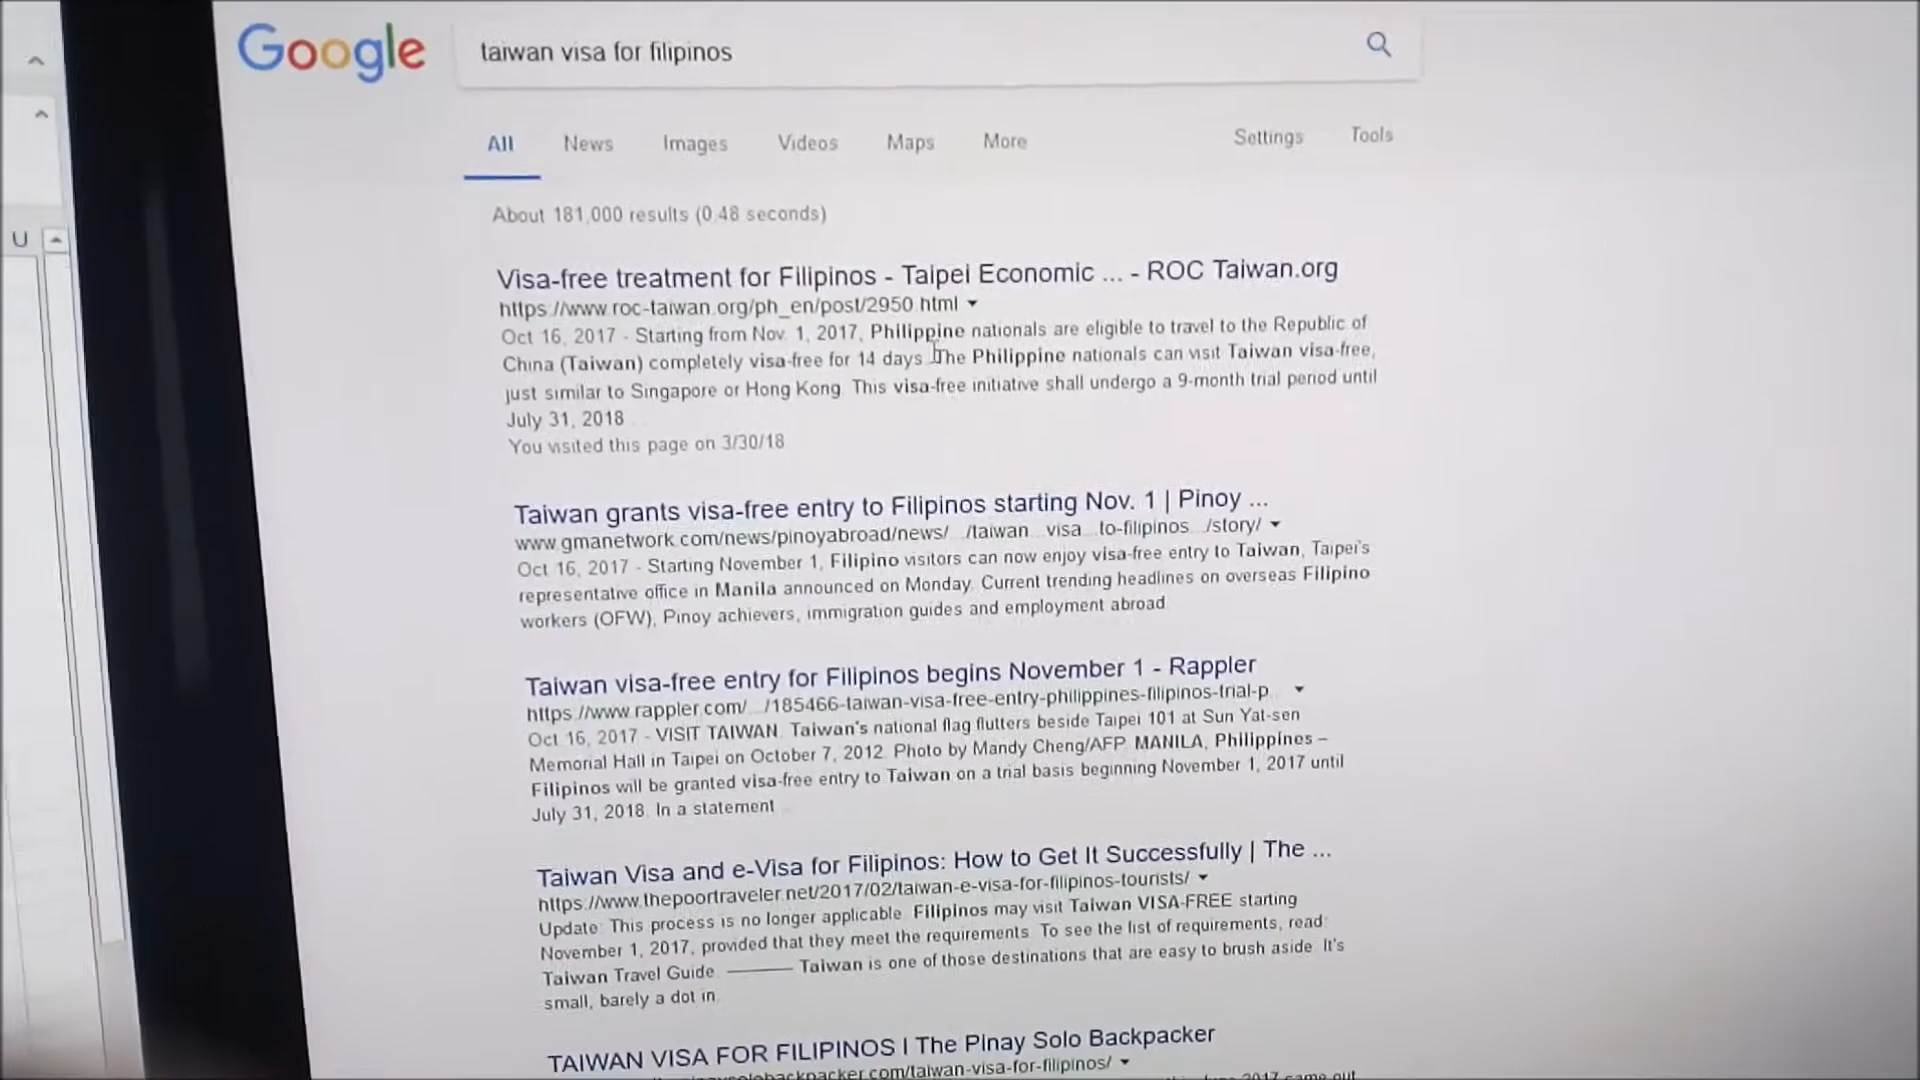 Google
taiwan visa for filipinos
All News Images Videos Maps More Settings Tools
About 181,000 results (0.48 seconds)
U
Visa-free treatment for Filipinos - Taipei Economic ... - ROC Taiwan.org
https://www.roc-taiwan.org/ph_en/post/2950.html
Oct 16, 2017 - Starting from Nov. 1, 2017, Philippine nationals are eligible to travel to the Republic of
China (Taiwan) completely visa-free for 14 days. The Philippine nationals can visit Taiwan visa-free,
just similar to Singapore or Hong Kong. This visa-free initiative shall undergo a 9-month trial period until
July 31, 2018
You visited this page on 3/30/18
Taiwan grants visa-free entry to Filipinos starting Nov. 1 | Pinoy ...
www.gmanetwork.com/news/pinoyabroad/news/.../taiwan...visa...to-filipinos.../story/
Oct 16, 2017 - Starting November 1, Filipino visitors can now enjoy visa-free entry to Taiwan, Taipei's
representative office in Manila announced on Monday. Current trending headlines on overseas Filipino
workers (OFW), Pinoy achievers, immigration guides and employment abroad.
Taiwan visa-free entry for Filipinos begins November 1 - Rappler
https://www.rappler.com/.../185466-taiwan-visa-free-entry-philippines-filipinos-trial-p...
Oct 16, 2017 - VISIT TAIWAN. Taiwan's national flag flutters beside Taipei 101 at Sun Yat-sen
Memorial Hall in Taipei on October 7, 2012. Photo by Mandy Cheng/AFP. MANILA, Philippines –
Filipinos will be granted visa-free entry to Taiwan on a trial basis beginning November 1, 2017 until
July 31, 2018. In a statement
Taiwan Visa and e-Visa for Filipinos: How to Get It Successfully | The ...
https://www.thepoortraveler.net/2017/02/taiwan-e-visa-for-filipinos-tourists/
Update: This process is no longer applicable. Filipinos may visit Taiwan VISA-FREE starting
November 1, 2017, provided that they meet the requirements. To see the list of requirements, read:
Taiwan Travel Guide ——— Taiwan is one of those destinations that are easy to brush aside. It's
small, barely a dot in
TAIWAN VISA FOR FILIPINOS | The Pinay Solo Backpacker
.com/taiwan-visa-for-filipinos/
2017 came out